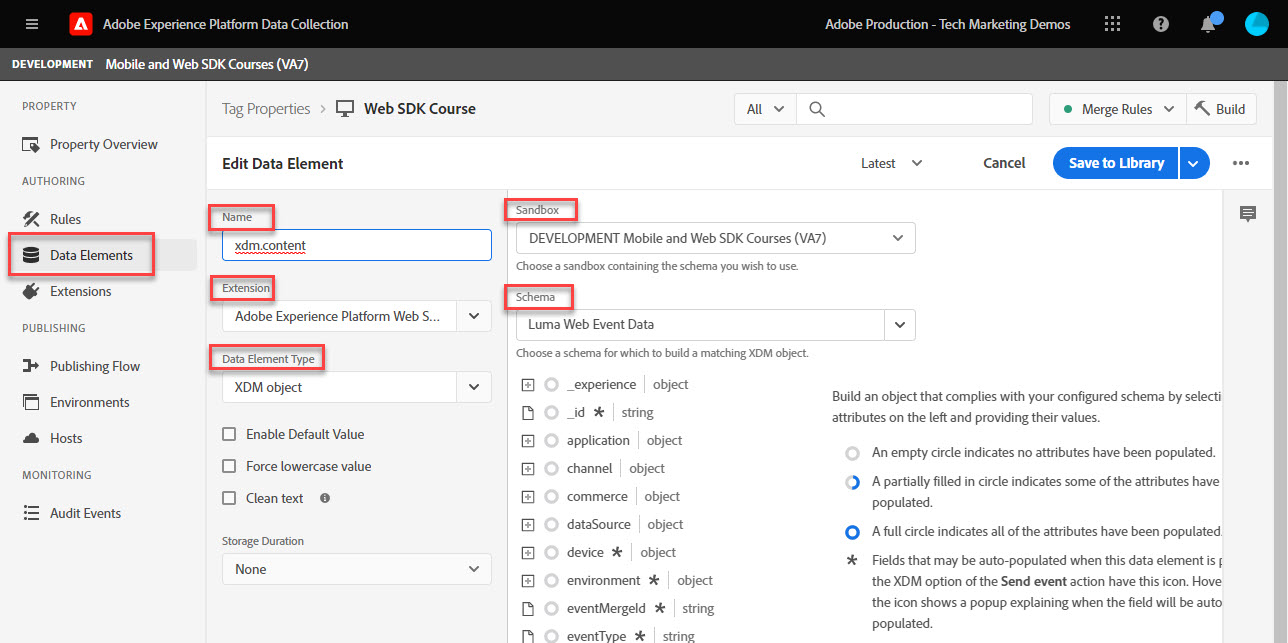 Adobe Experience Platform Data Collection
Adobe Production - Tech Marketing Demos
DEVELOPMENT Mobile and Web SDK Courses (VA7)
PROPERTY
Property Overview
AUTHORING
Rules
Data Elements
Extensions
PUBLISHING
Publishing Flow
Environments
Hosts
MONITORING
Audit Events
Tag Properties > Web SDK Course
All
Merge Rules
Build
Edit Data Element
Latest
Cancel
Save to Library
Name
xdm.content
Extension
Adobe Experience Platform Web S...
Data Element Type
XDM object
Enable Default Value
Force lowercase value
Clean text
Storage Duration
None
Sandbox
DEVELOPMENT Mobile and Web SDK Courses (VA7)
Choose a sandbox containing the schema you wish to use.
Schema
Luma Web Event Data
Choose a schema for which to build a matching XDM object.
_experience object
_id * string
application object
channel object
commerce object
dataSource object
device * object
environment * object
eventMergeId * string
eventType * string
Build an object that complies with your configured schema by selecti
attributes on the left and providing their values.
An empty circle indicates no attributes have been populated.
A partially filled in circle indicates some of the attributes have
populated.
A full circle indicates all of the attributes have been populated.
* Fields that may be auto-populated when this data element is p
the XDM option of the Send event action have this icon. Hove
the icon shows a popup explaining when the field will be auto
populated.